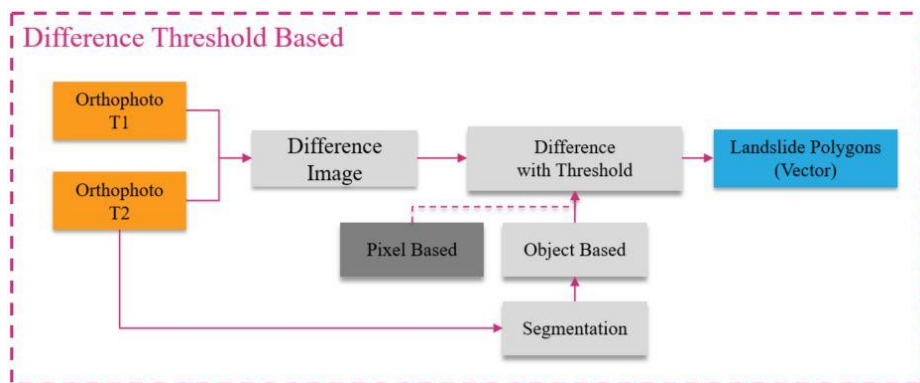 Difference Threshold Based
Orthophoto
T1
Orthophoto
T2
Difference
Image
Difference
with Threshold
Landslide Polygons
(Vector)
Pixel Based
Object Based
Segmentation